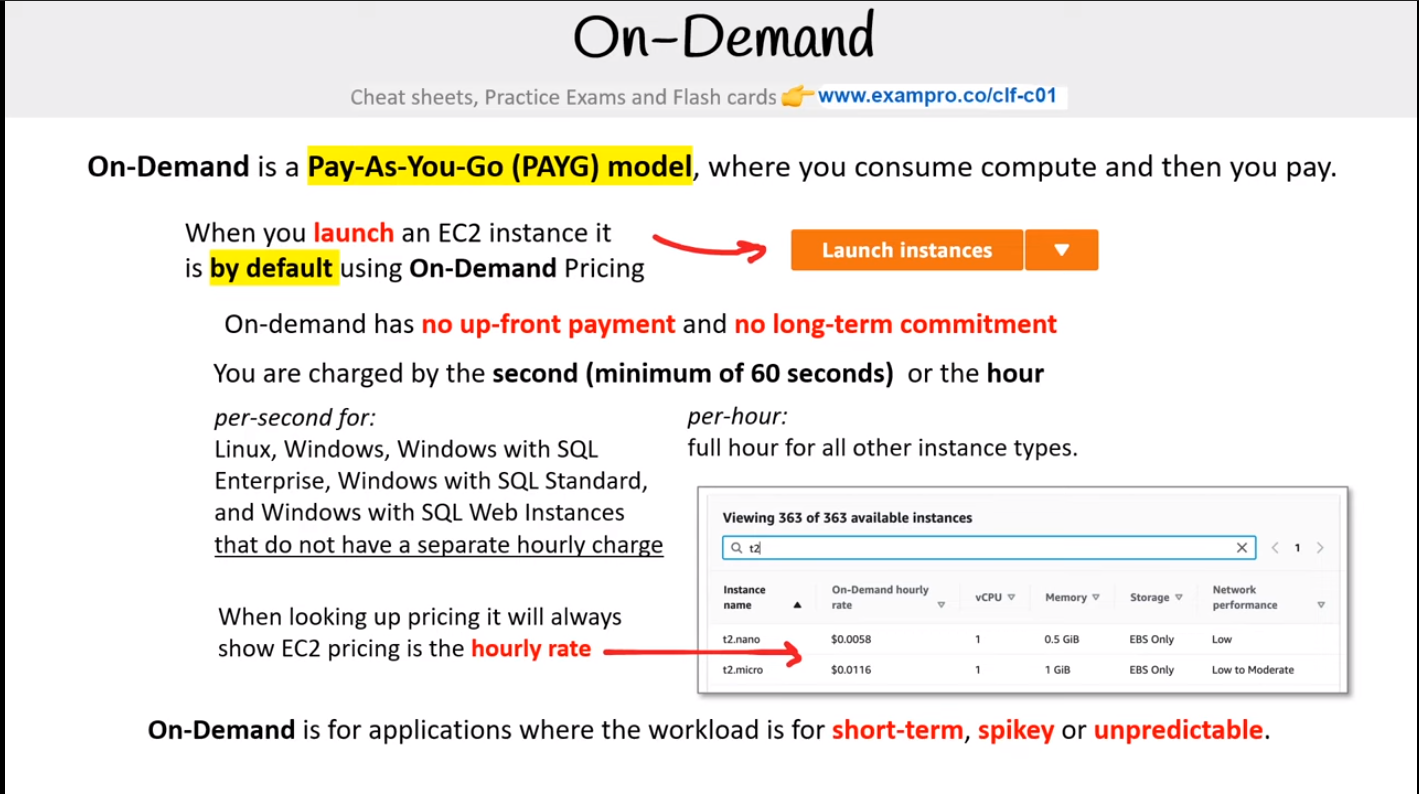 On-Demand
Cheat sheets, Practice Exams and Flash cards 👉 www.exampro.co/clf-c01
On-Demand is a Pay-As-You-Go (PAYG) model, where you consume compute and then you pay.
When you launch an EC2 instance it
is by default using On-Demand Pricing
Launch instances
On-demand has no up-front payment and no long-term commitment
You are charged by the second (minimum of 60 seconds) or the hour
per-second for:
Linux, Windows, Windows with SQL
Enterprise, Windows with SQL Standard,
and Windows with SQL Web Instances
that do not have a separate hourly charge
per-hour:
full hour for all other instance types.
When looking up pricing it will always
show EC2 pricing is the hourly rate
Viewing 363 of 363 available instances
t2
1
Instance name On-Demand hourly rate vCPU Memory Storage Network performance
t2.nano $0.0058 1 0.5 GiB EBS Only Low
t2.micro $0.0116 1 1 GiB EBS Only Low to Moderate
On-Demand is for applications where the workload is for short-term, spikey or unpredictable.